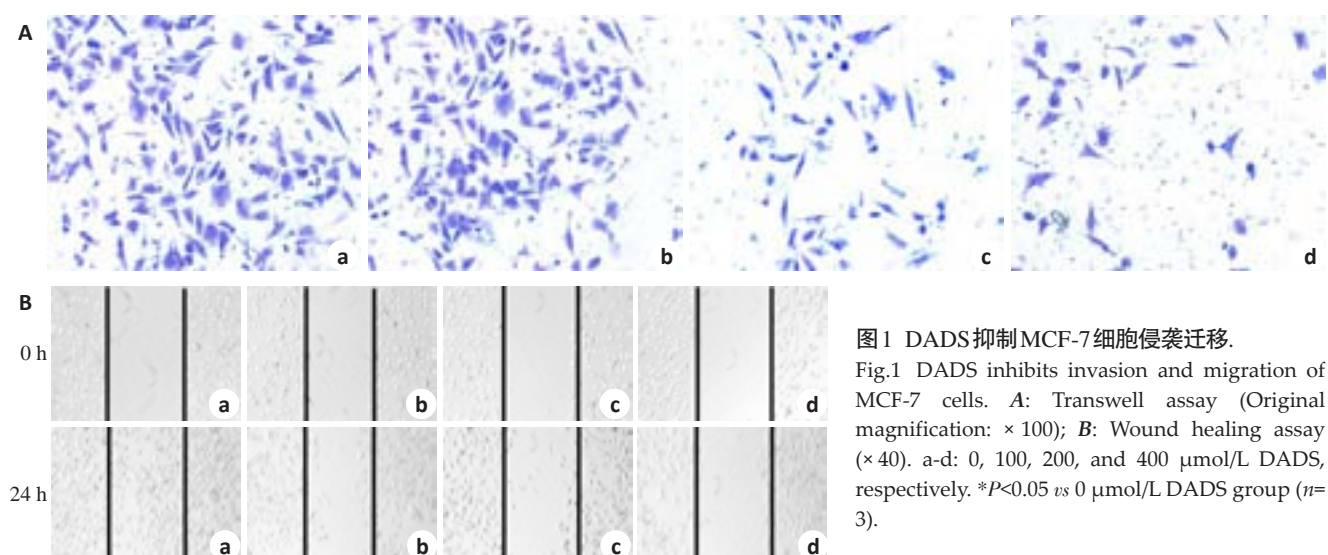 A
a
b
c
d
B
0 h
a
b
c
d
24 h
a
b
c
d
图1 DADS抑制MCF-7细胞侵袭迁移.
Fig.1 DADS inhibits invasion and migration of
MCF-7 cells. A: Transwell assay (Original
magnification: × 100); B: Wound healing assay
(× 40). a-d: 0, 100, 200, and 400 μmol/L DADS,
respectively. *P<0.05 vs 0 μmol/L DADS group (n=
3).